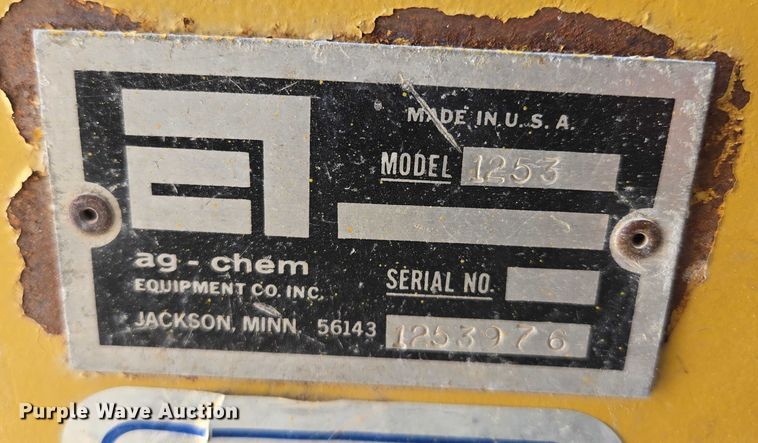 MADE IN U.S.A.
MODEL 1253
ag-chem
EQUIPMENT CO. INC.
SERIAL NO.
JACKSON, MINN. 56143
1253976
Purple Wave Auction